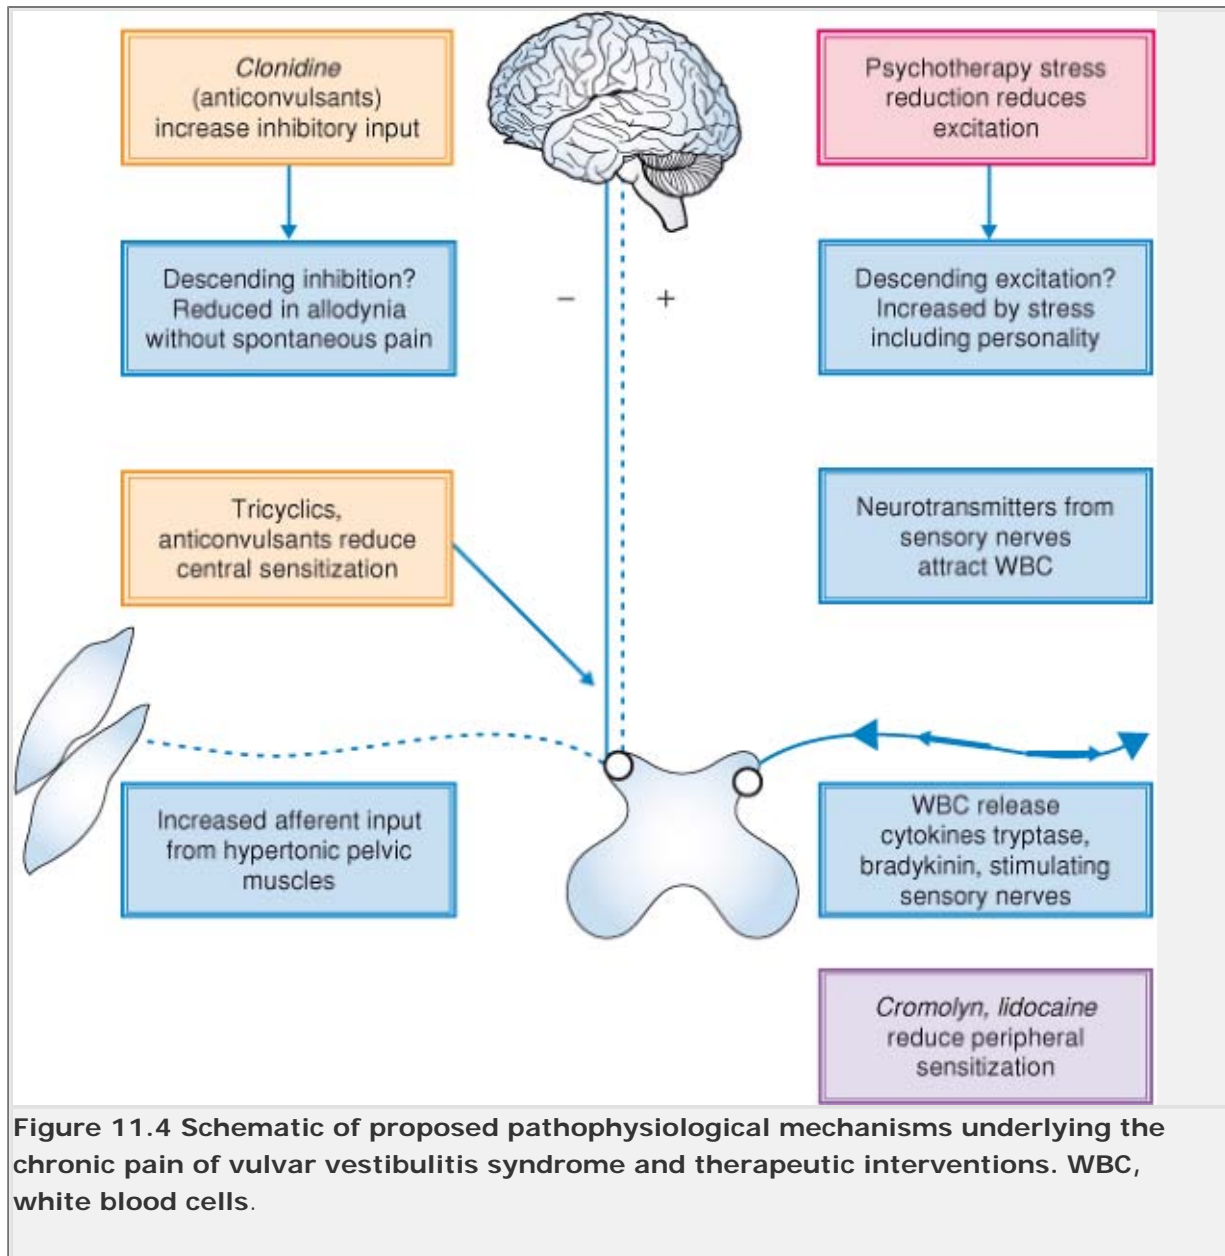 Clonidine
(anticonvulsants)
increase inhibitory input
Psychotherapy stress
reduction reduces
excitation
Descending inhibition?
Reduced in allodynia
without spontaneous pain
–
+
Descending excitation?
Increased by stress
including personality
Tricyclics,
anticonvulsants reduce
central sensitization
Neurotransmitters from
sensory nerves
attract WBC
Increased afferent input
from hypertonic pelvic
muscles
WBC release
cytokines tryptase,
bradykinin, stimulating
sensory nerves
Cromolyn, lidocaine
reduce peripheral
sensitization
Figure 11.4 Schematic of proposed pathophysiological mechanisms underlying the
chronic pain of vulvar vestibulitis syndrome and therapeutic interventions. WBC,
white blood cells.